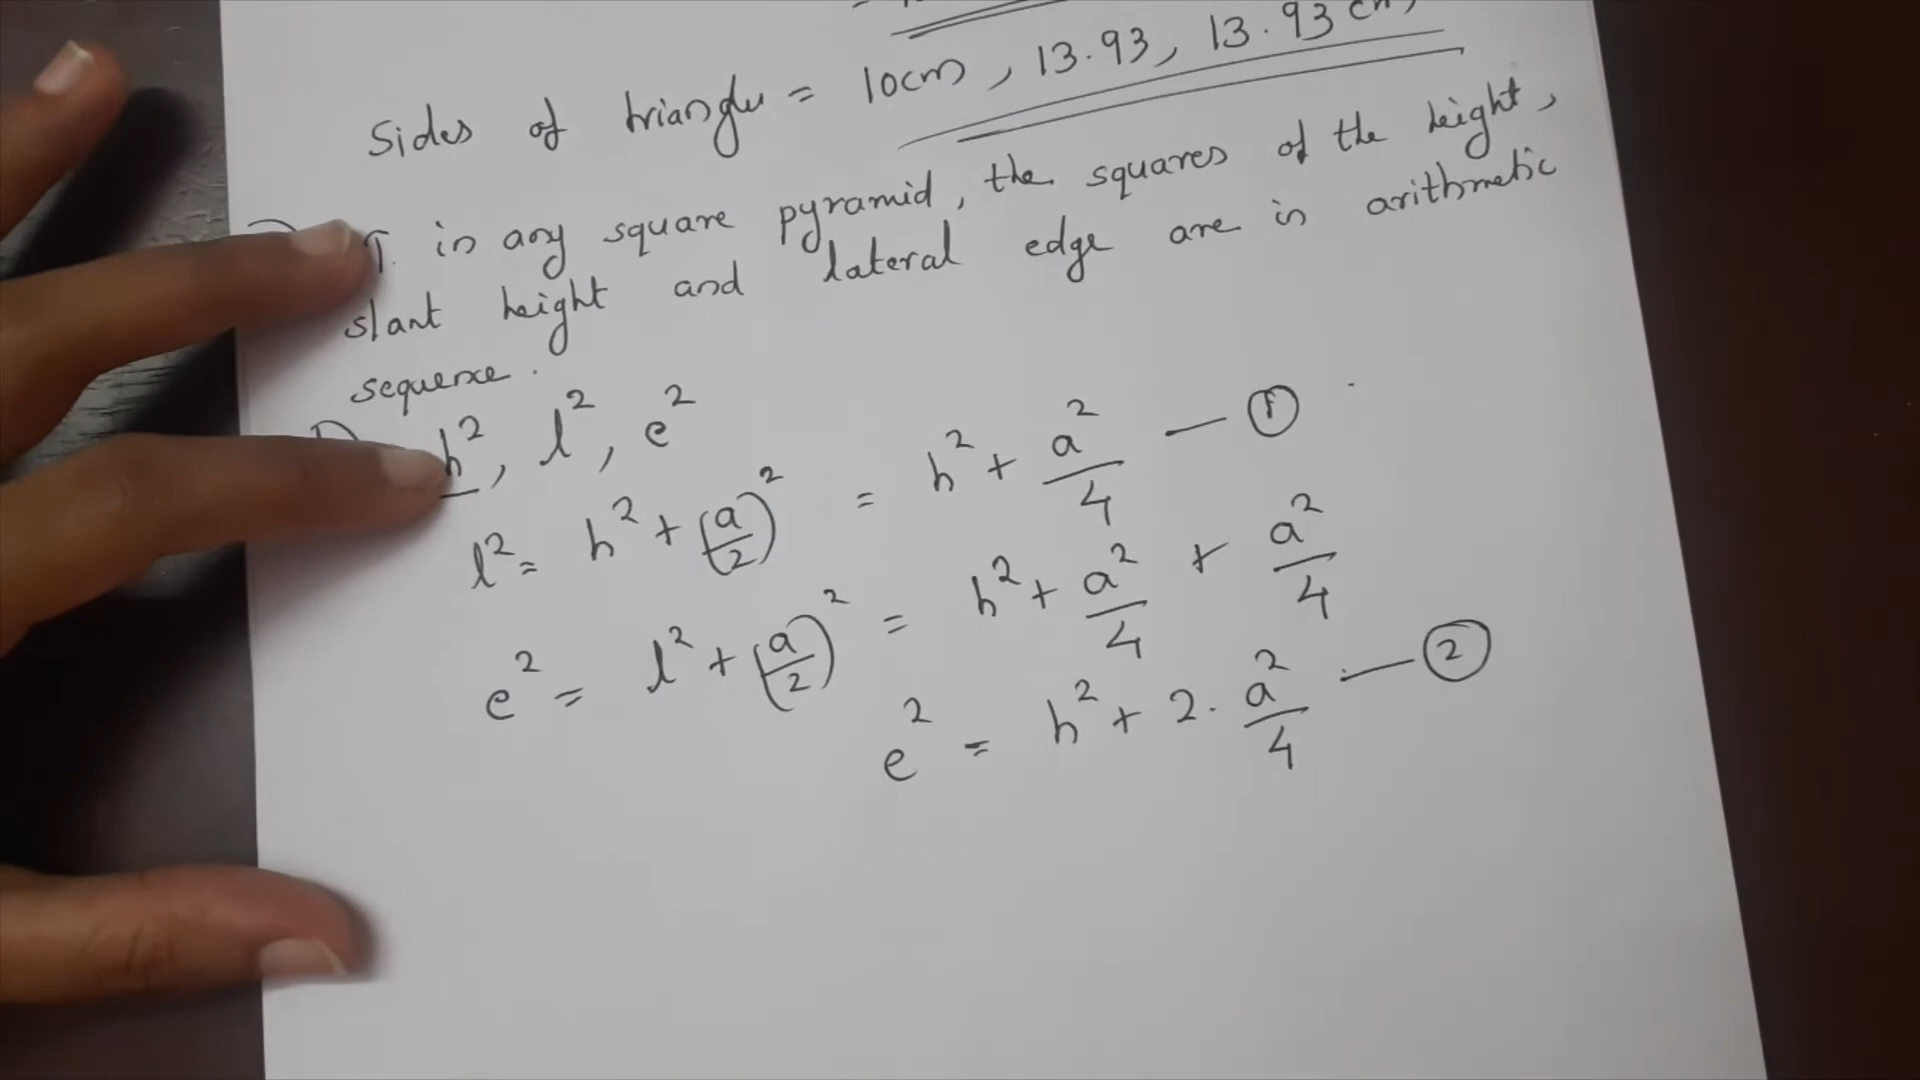 Sides of triangle = 10cm, 13.93, 13.93 cm,
T. in any square pyramid, the squares of the height,
slant height and lateral edge are in arithmetic
sequence.
h², l², e²
l² = h² + (a/2)² = h² + a²/4 — ①
e² = l² + (a/2)² = h² + a²/4 + a²/4
e² = h² + 2. a²/4 — ②